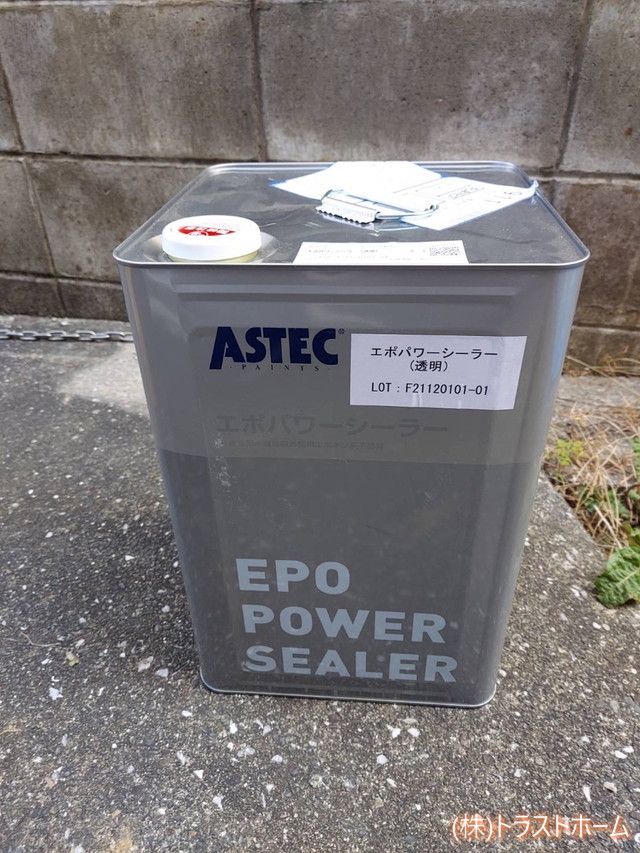 ASTEC®
PAINTS
エポパワーシーラー
(透明)
LOT : F21120101-01
エポパワーシーラー
EPO
POWER
SEALER
(株)トラストホーム